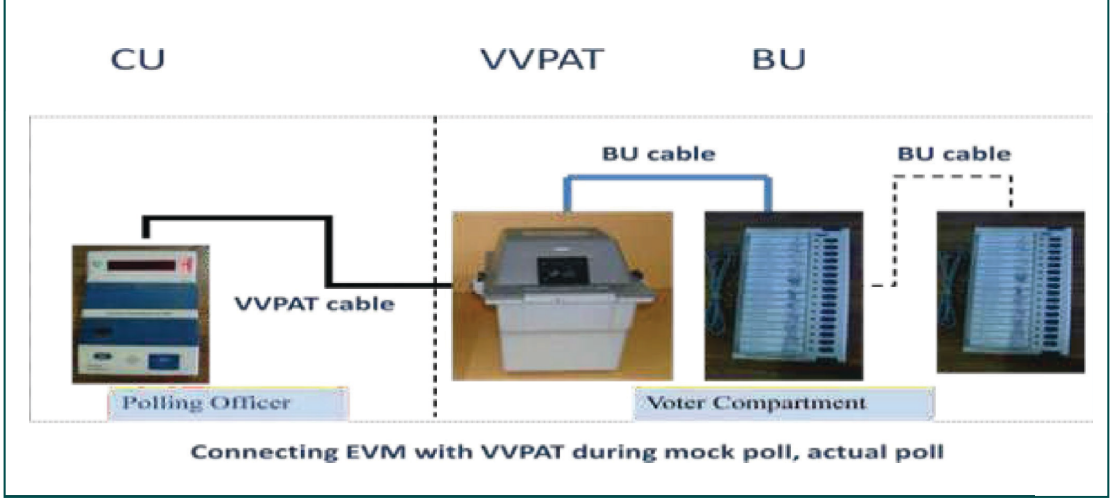 CU
VVPAT
BU
BU cable
BU cable
VVPAT cable
Polling Officer
Voter Compartment
Connecting EVM with VVPAT during mock poll, actual poll